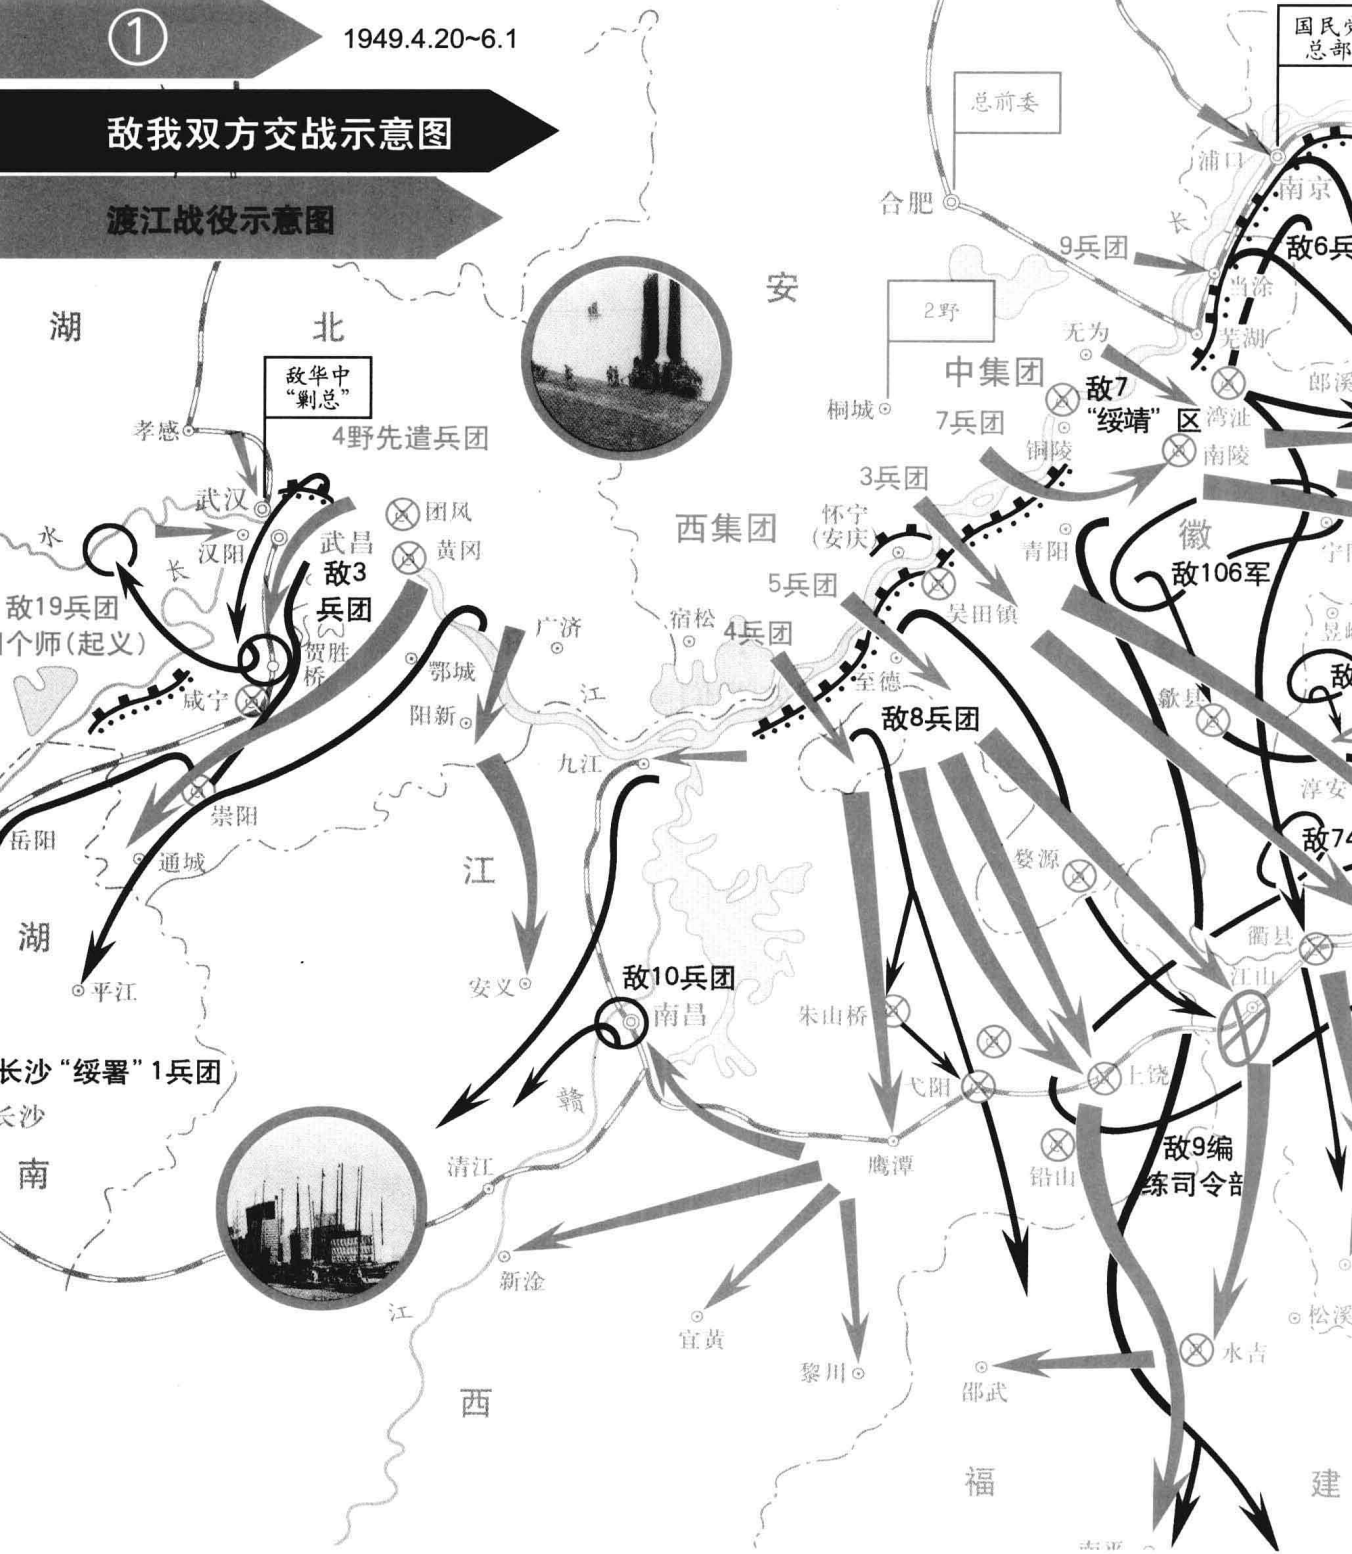 ①
1949.4.20~6.1
敌我双方交战示意图
渡江战役示意图
国民党
总部
总前委
浦口
南京
合肥
长
9兵团
敌6兵
当涂
安
2野
无为
芜湖
湖
北
中集团
郎溪
敌华中
“剿总”
桐城
敌7
“绥靖”区
湾沚
7兵团
铜陵
南陵
孝感
4野先遣兵团
3兵团
武汉
团风
水
汉阳
武昌
黄冈
西集团
怀宁
(安庆)
青阳
徽
长
敌3
兵团
5兵团
敌106军
敌19兵团
个师(起义)
贺胜
桥
广济
宿松
4兵团
吴田镇
鄂城
至德
咸宁
阳新
江
敌8兵团
歙县
九江
淳安
崇阳
岳阳
通城
敌74
江
婺源
湖
衢县
平江
安义
敌10兵团
南昌
江山
朱山桥
长沙“绥署”1兵团
长沙
赣
弋阳
上饶
南
清江
鹰潭
铅山
敌9编
练司令部
新淦
江
宜黄
松溪
黎川
邵武
水吉
西
福
建
南平